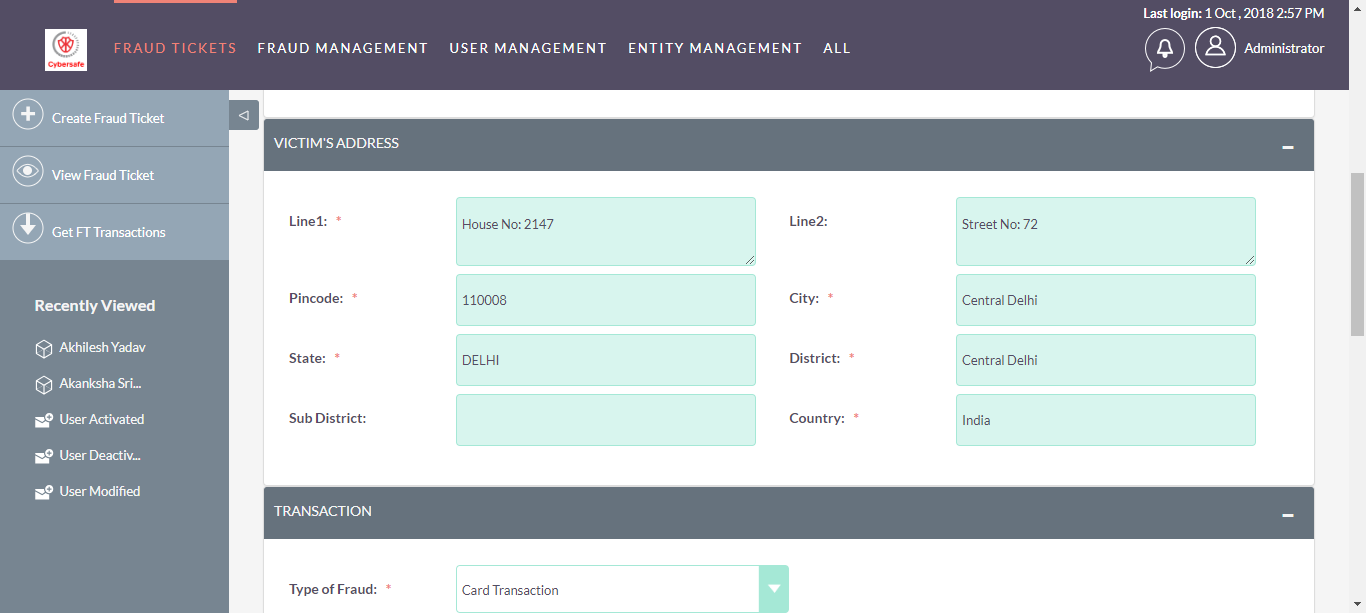 Last login: 1 Oct , 2018 2:57 PM
Cybersafe
FRAUD TICKETS FRAUD MANAGEMENT USER MANAGEMENT ENTITY MANAGEMENT ALL
Administrator
Create Fraud Ticket
View Fraud Ticket
Get FT Transactions
Recently Viewed
Akhilesh Yadav
Akanksha Sri...
User Activated
User Deactiv...
User Modified
VICTIM'S ADDRESS
Line1: * House No: 2147 Line2: Street No: 72
Pincode: * 110008 City: * Central Delhi
State: * DELHI District: * Central Delhi
Sub District: Country: * India
TRANSACTION
Type of Fraud: * Card Transaction